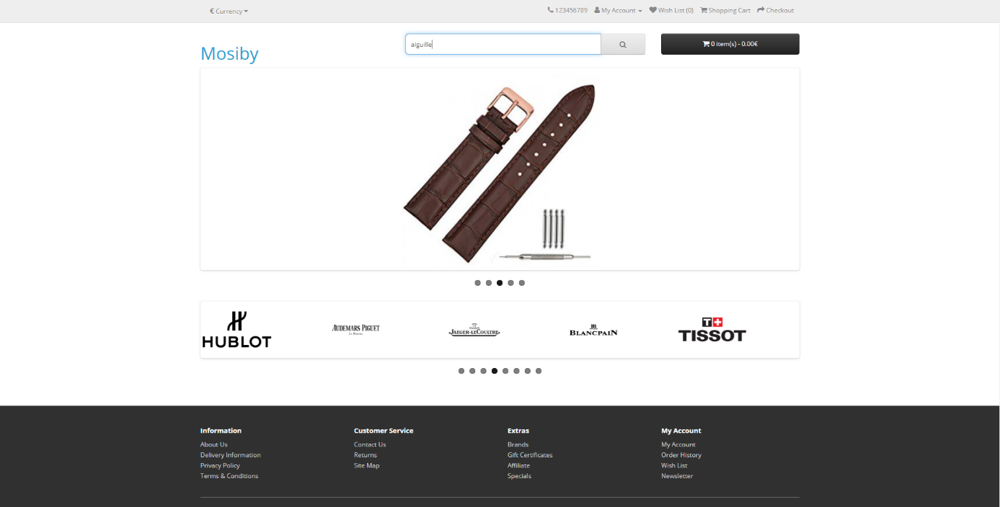 € Currency
123456789 My Account Wish List (0) Shopping Cart Checkout
Mosiby
aiguille
0 item(s) - 0.00€
HUBLOT
AUDEMARS PIGUET
JAEGER-LECOULTRE
JB
BLANCPAIN
T+
TISSOT
Information
About Us
Delivery Information
Privacy Policy
Terms & Conditions
Customer Service
Contact Us
Returns
Site Map
Extras
Brands
Gift Certificates
Affiliate
Specials
My Account
My Account
Order History
Wish List
Newsletter